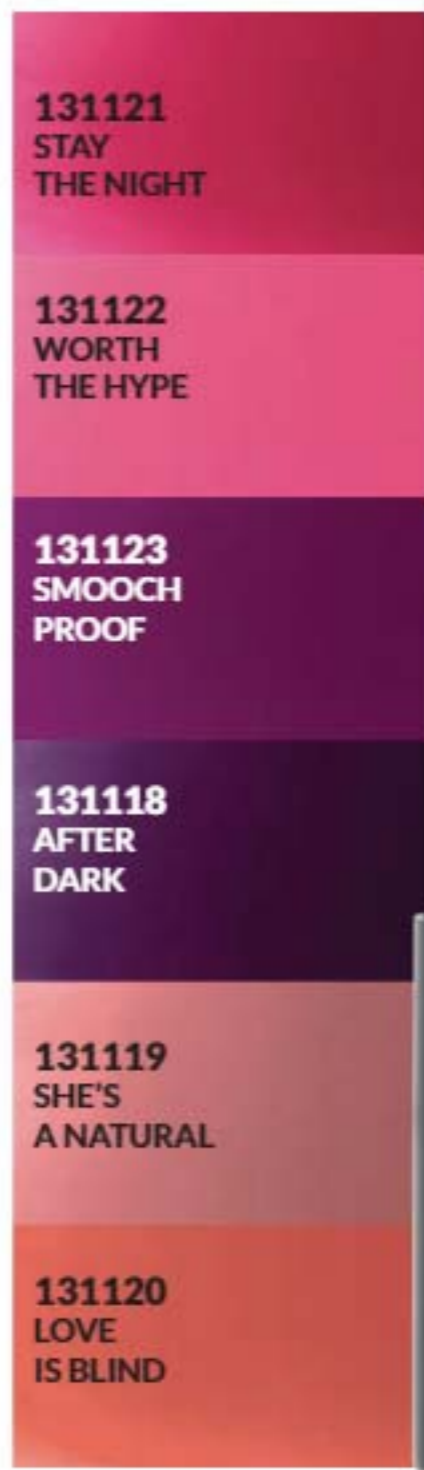 131121
STAY
THE NIGHT
131122
WORTH
THE HYPE
131123
SMOOCH
PROOF
131118
AFTER
DARK
131119
SHE'S
A NATURAL
131120
LOVE
IS BLIND